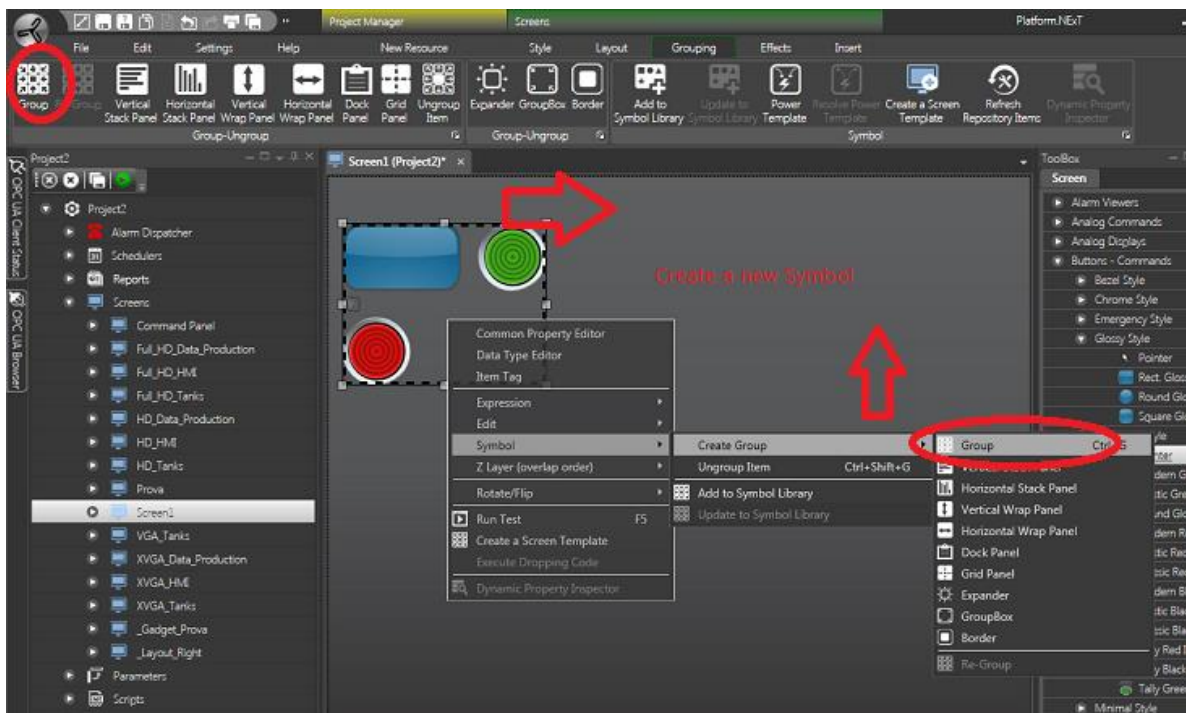 Project Manager
Screens
Platform.NExT
File Edit Settings Help New Resource Style Layout Grouping Effects Insert
Group
Vertical Stack Panel
Horizontal Stack Panel
Vertical Wrap Panel
Horizontal Wrap Panel
Dock Panel
Grid Panel
Ungroup Item
Expander
GroupBox
Border
Add to Symbol Library
Update to Symbol Library
Power Template
Resolve Power Template
Create a Screen Template
Refresh Repository Items
Dynamic Property Inspector
Group-Ungroup
Group-Ungroup
Symbol
OPC UA Client Status
OPC UA Browser
Project2
Project2
Alarm Dispatcher
Schedulers
Reports
Screens
Command Panel
Full_HD_Data_Production
Full_HD_HMI
Full_HD_Tanks
HD_Data_Production
HD_HMI
HD_Tanks
Prova
Screen1
VGA_Tanks
XVGA_Data_Production
XVGA_HMI
XVGA_Tanks
_Gadget_Prova
_Layout_Right
Parameters
Scripts
Screen1 (Project2)*
Create a new Symbol
Common Property Editor
Data Type Editor
Item Tag
Expression
Edit
Symbol
Z Layer (overlap order)
Rotate/Flip
Run Test F5
Create a Screen Template
Execute Dropping Code
Dynamic Property Inspector
Create Group
Ungroup Item Ctrl+Shift+G
Add to Symbol Library
Update to Symbol Library
Group
Horizontal Stack Panel
Vertical Wrap Panel
Horizontal Wrap Panel
Dock Panel
Grid Panel
Expander
GroupBox
Border
Re-Group
ToolBox
Screen
Alarm Viewers
Analog Commands
Analog Displays
Buttons - Commands
Bezel Style
Chrome Style
Emergency Style
Glossy Style
Pointer
Rect. Glos
Round Glo
Square Gl
Tally Gree
Minimal Style